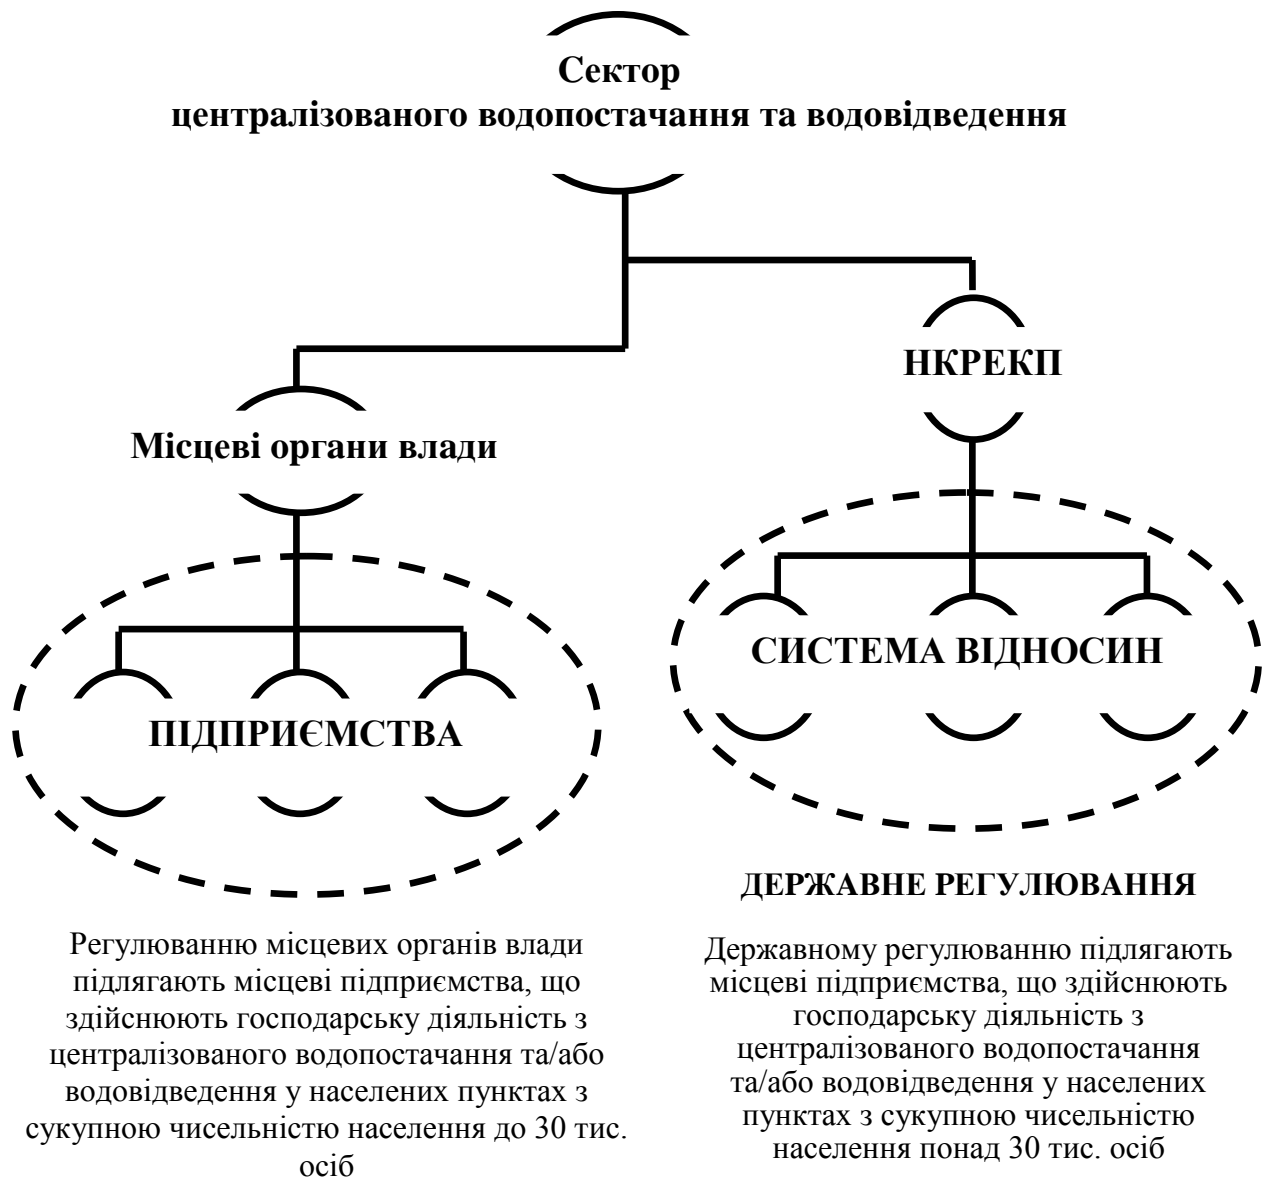 Сектор
централізованого водопостачання та водовідведення
НКРЕКП
Місцеві органи влади
СИСТЕМА ВІДНОСИН
ПІДПРИЄМСТВА
ДЕРЖАВНЕ РЕГУЛЮВАННЯ
Регулюванню місцевих органів влади
підлягають місцеві підприємства, що
здійснюють господарську діяльність з
централізованого водопостачання та/або
водовідведення у населених пунктах з
сукупною чисельністю населення до 30 тис.
осіб
Державному регулюванню підлягають
місцеві підприємства, що здійснюють
господарську діяльність з
централізованого водопостачання
та/або водовідведення у населених
пунктах з сукупною чисельністю
населення понад 30 тис. осіб